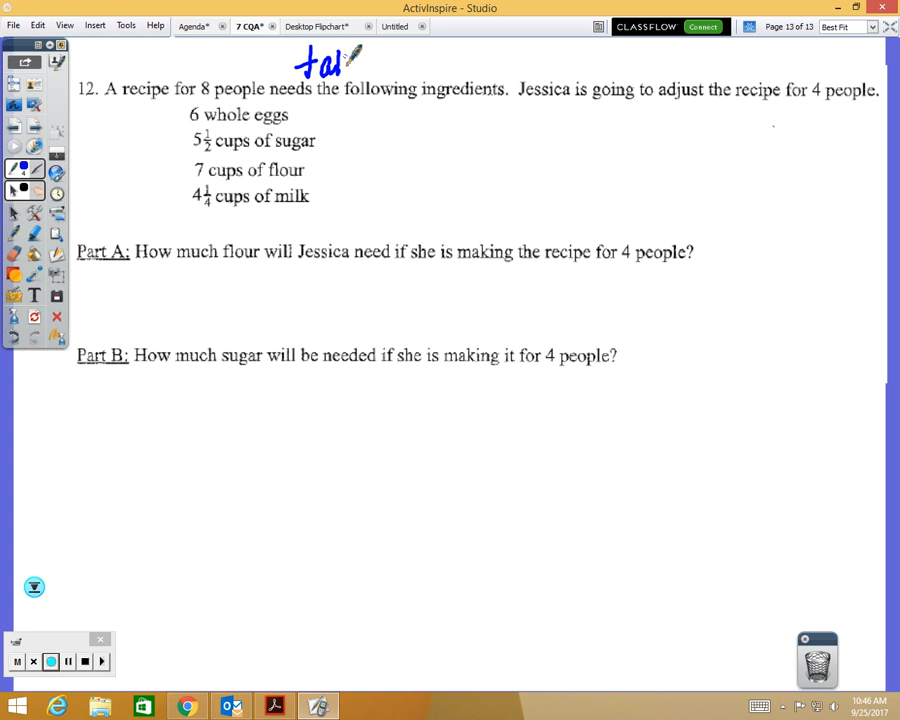 ActivInspire - Studio
File Edit View Insert Tools Help Agenda* 7 CQA* Desktop Flipchart* Untitled CLASSFLOW Connect Page 13 of 13 Best Fit
12. A recipe for 8 people needs the following ingredients. Jessica is going to adjust the recipe for 4 people.
6 whole eggs
5 1/2 cups of sugar
7 cups of flour
4 1/4 cups of milk
Part A: How much flour will Jessica need if she is making the recipe for 4 people?
Part B: How much sugar will be needed if she is making it for 4 people?
M
10:46 AM
9/25/2017